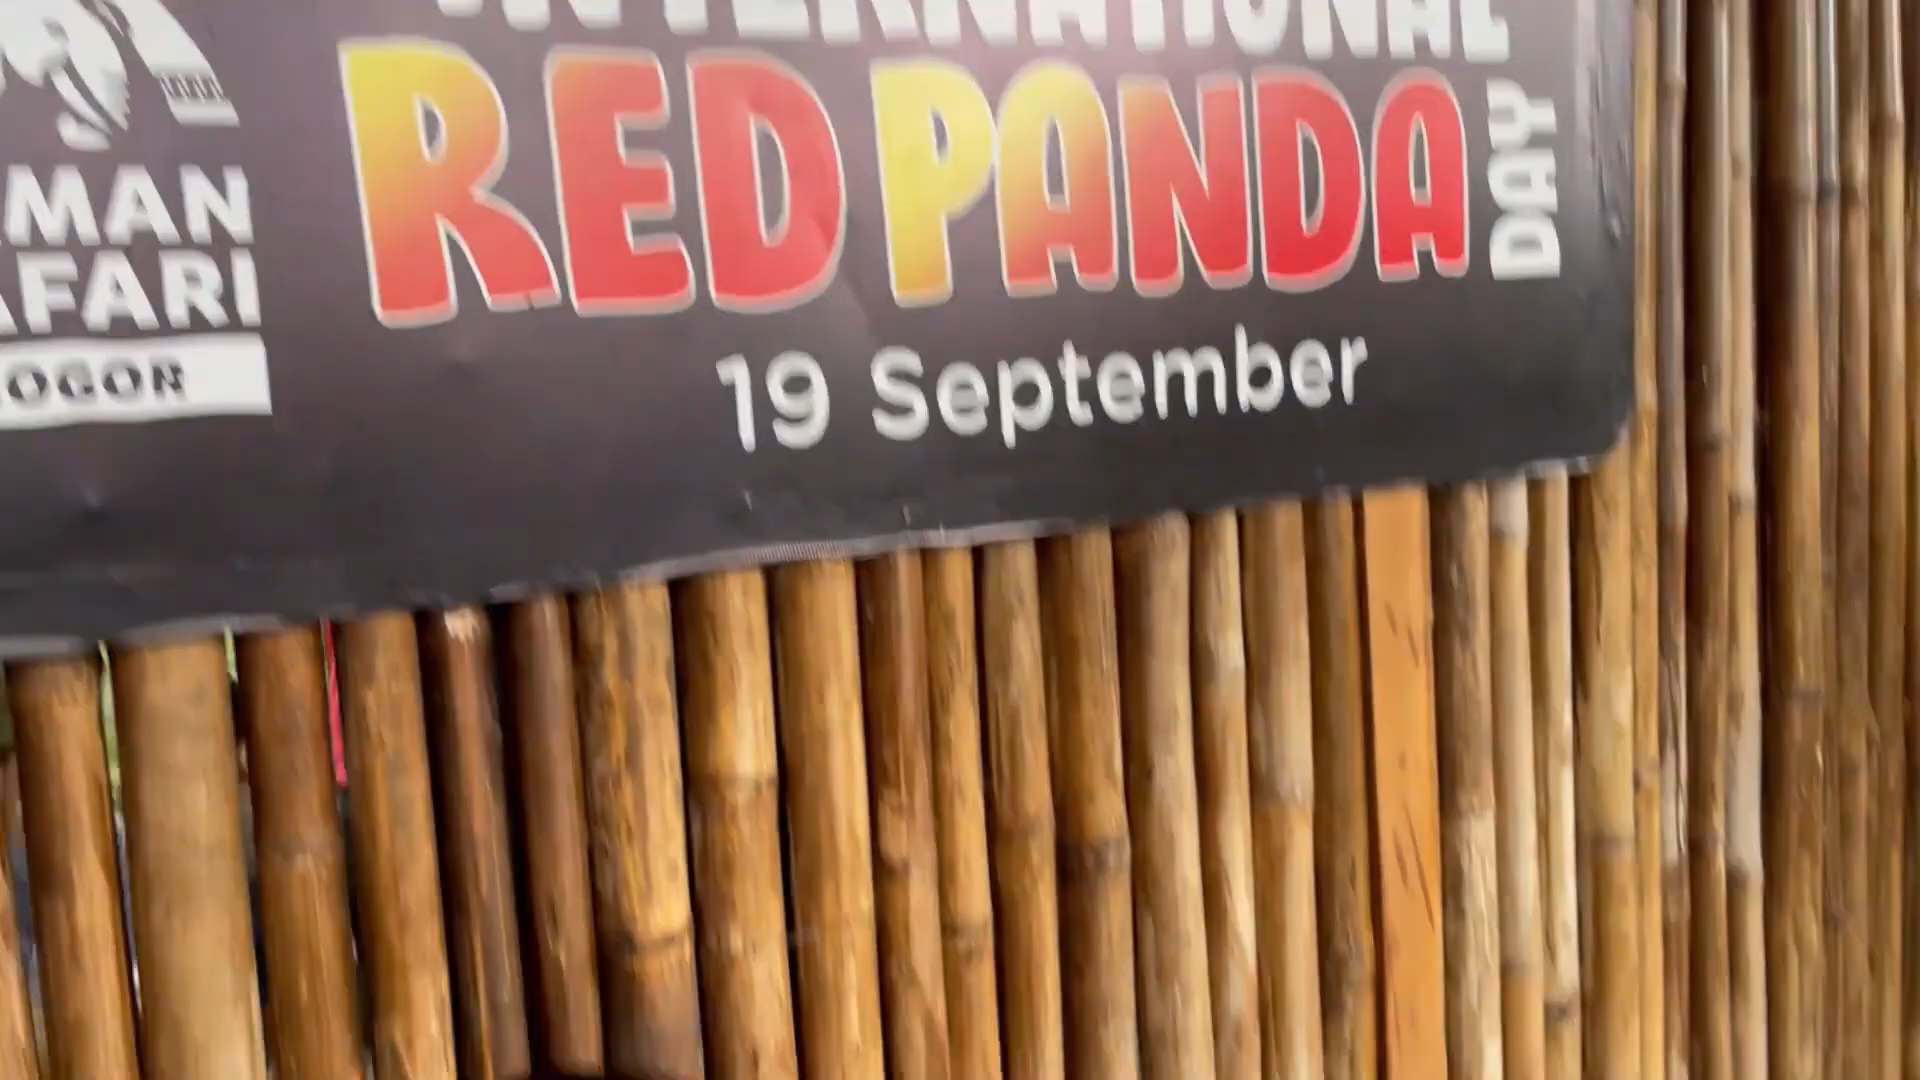 INTERNATIONAL
RED PANDA
DAY
19 September
MAN
AFARI
OGOR